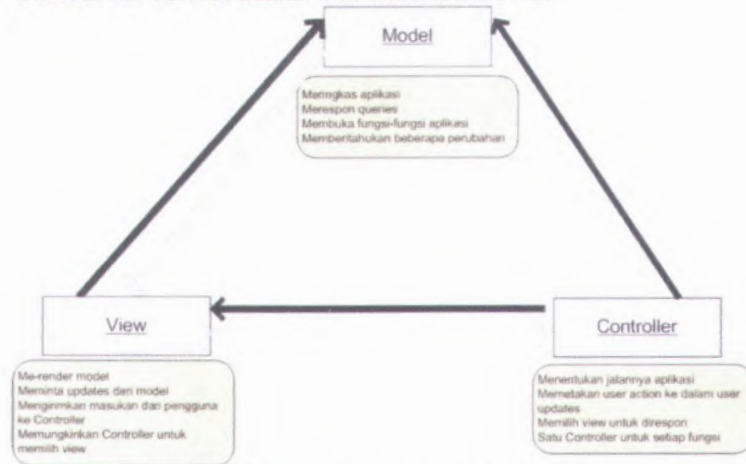 Model
Meringkas aplikasi
Merespon queries
Membuka fungsi-fungsi aplikasi
Memberitahukan beberapa perubahan
View
Me-render model
Meminta updates dari model
Mengirimkan masukan dari pengguna
ke Controller
Memungkinkan Controller untuk
memilih view
Controller
Menentukan jalannya aplikasi
Memetakan user action ke dalam user
updates
Memilih view untuk direspon
Satu Controller untuk setiap fungsi